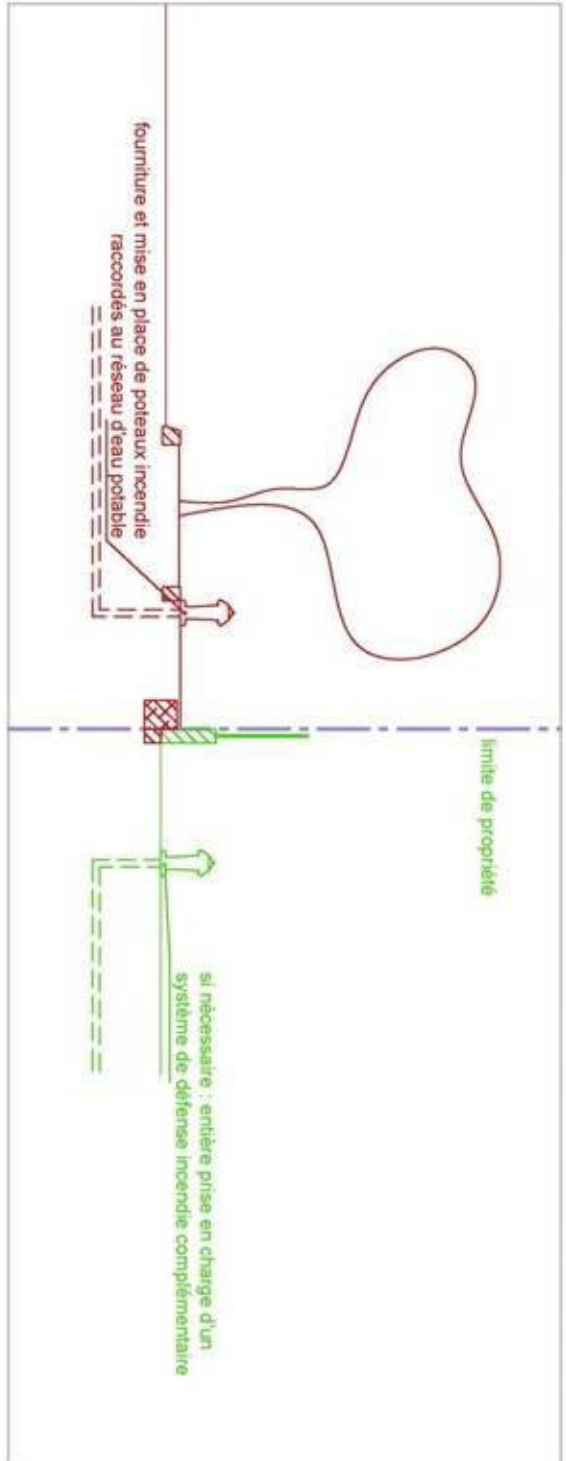 limite de propriété
fourniture et mise en place de poteaux incendie
raccordés au réseau d'eau potable
si nécessaire : entière prise en charge d'un
système de défense incendie complémentaire